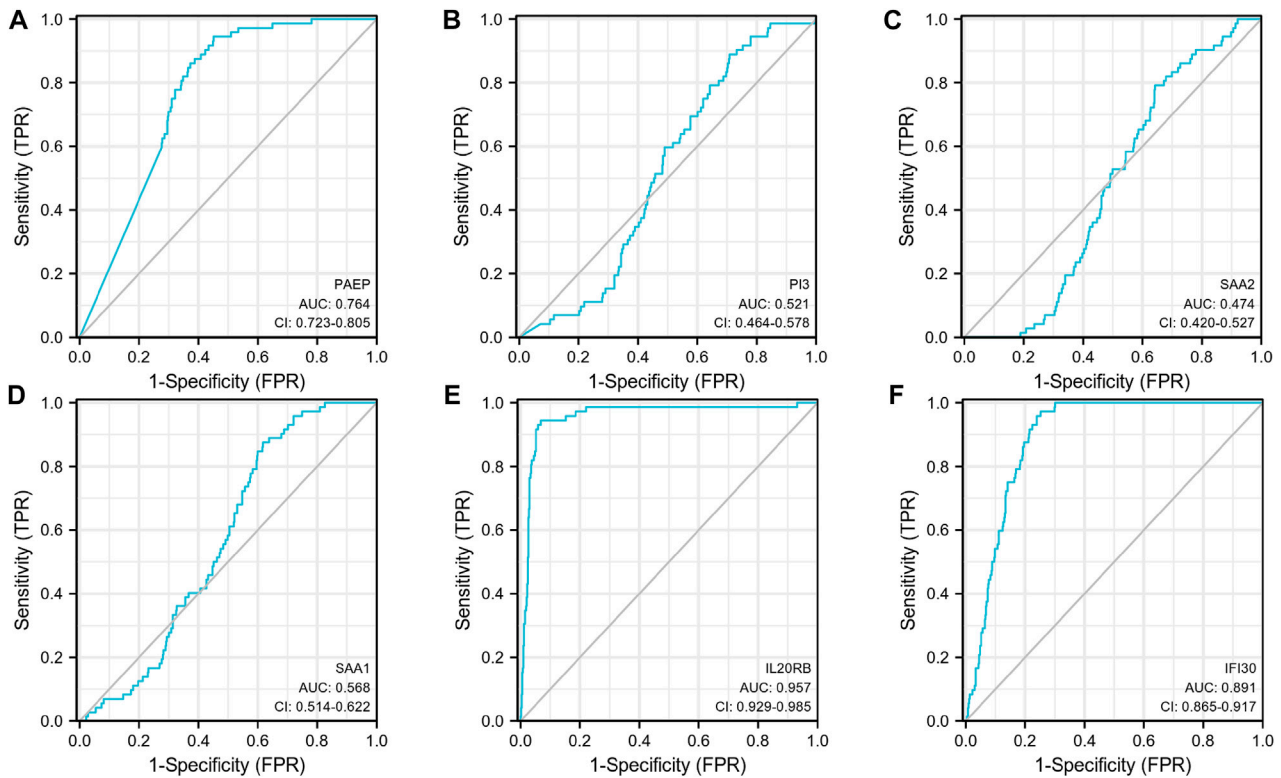 A
Sensitivity (TPR)
1.0
0.8
0.6
0.4
0.2
0.0
PAEP
AUC: 0.764
CI: 0.723-0.805
0.0 0.2 0.4 0.6 0.8 1.0
1-Specificity (FPR)
B
Sensitivity (TPR)
1.0
0.8
0.6
0.4
0.2
0.0
PI3
AUC: 0.521
CI: 0.464-0.578
0.0 0.2 0.4 0.6 0.8 1.0
1-Specificity (FPR)
C
Sensitivity (TPR)
1.0
0.8
0.6
0.4
0.2
0.0
SAA2
AUC: 0.474
CI: 0.420-0.527
0.0 0.2 0.4 0.6 0.8 1.0
1-Specificity (FPR)
D
Sensitivity (TPR)
1.0
0.8
0.6
0.4
0.2
0.0
SAA1
AUC: 0.568
CI: 0.514-0.622
0.0 0.2 0.4 0.6 0.8 1.0
1-Specificity (FPR)
E
Sensitivity (TPR)
1.0
0.8
0.6
0.4
0.2
0.0
IL20RB
AUC: 0.957
CI: 0.929-0.985
0.0 0.2 0.4 0.6 0.8 1.0
1-Specificity (FPR)
F
Sensitivity (TPR)
1.0
0.8
0.6
0.4
0.2
0.0
IFI30
AUC: 0.891
CI: 0.865-0.917
0.0 0.2 0.4 0.6 0.8 1.0
1-Specificity (FPR)